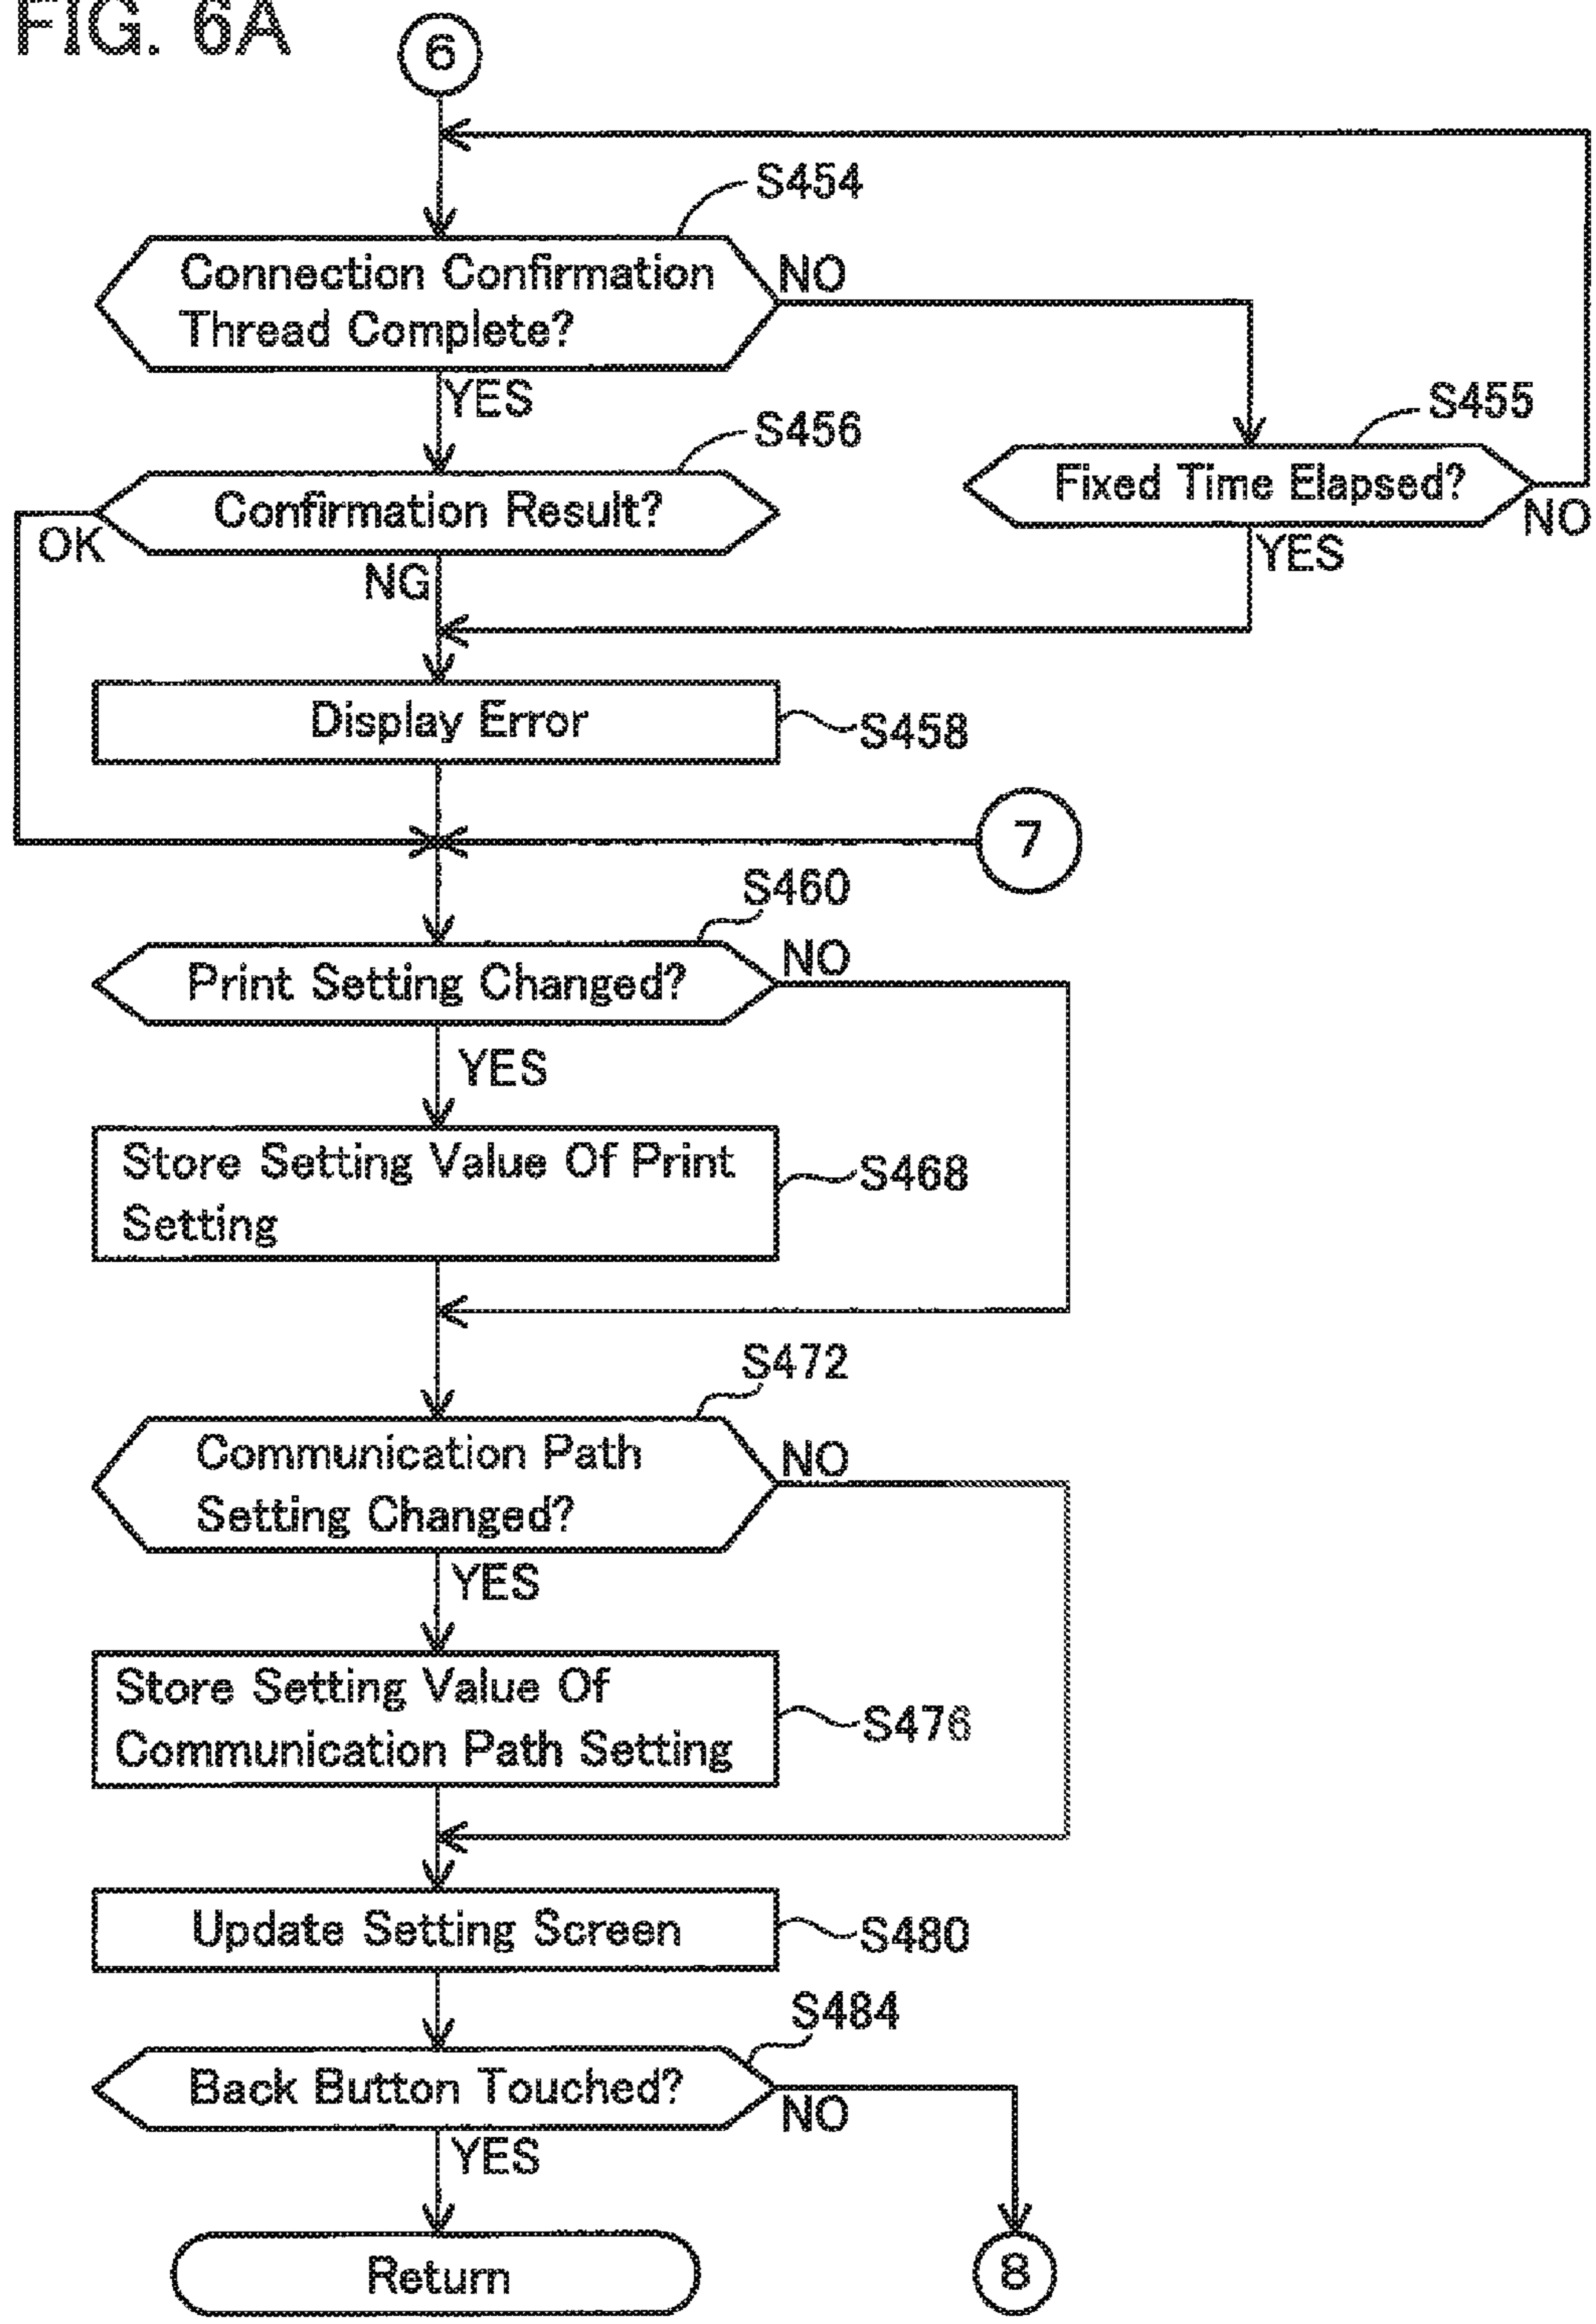 FIG. 6A
6
S454
Connection Confirmation
Thread Complete?
NO
YES
S455
Fixed Time Elapsed?
NO
YES
S456
Confirmation Result?
OK
NG
Display Error
S458
7
S460
Print Setting Changed?
NO
YES
Store Setting Value Of Print
Setting
S468
S472
Communication Path
Setting Changed?
NO
YES
Store Setting Value Of
Communication Path Setting
S476
Update Setting Screen
S480
S484
Back Button Touched?
NO
YES
Return
8